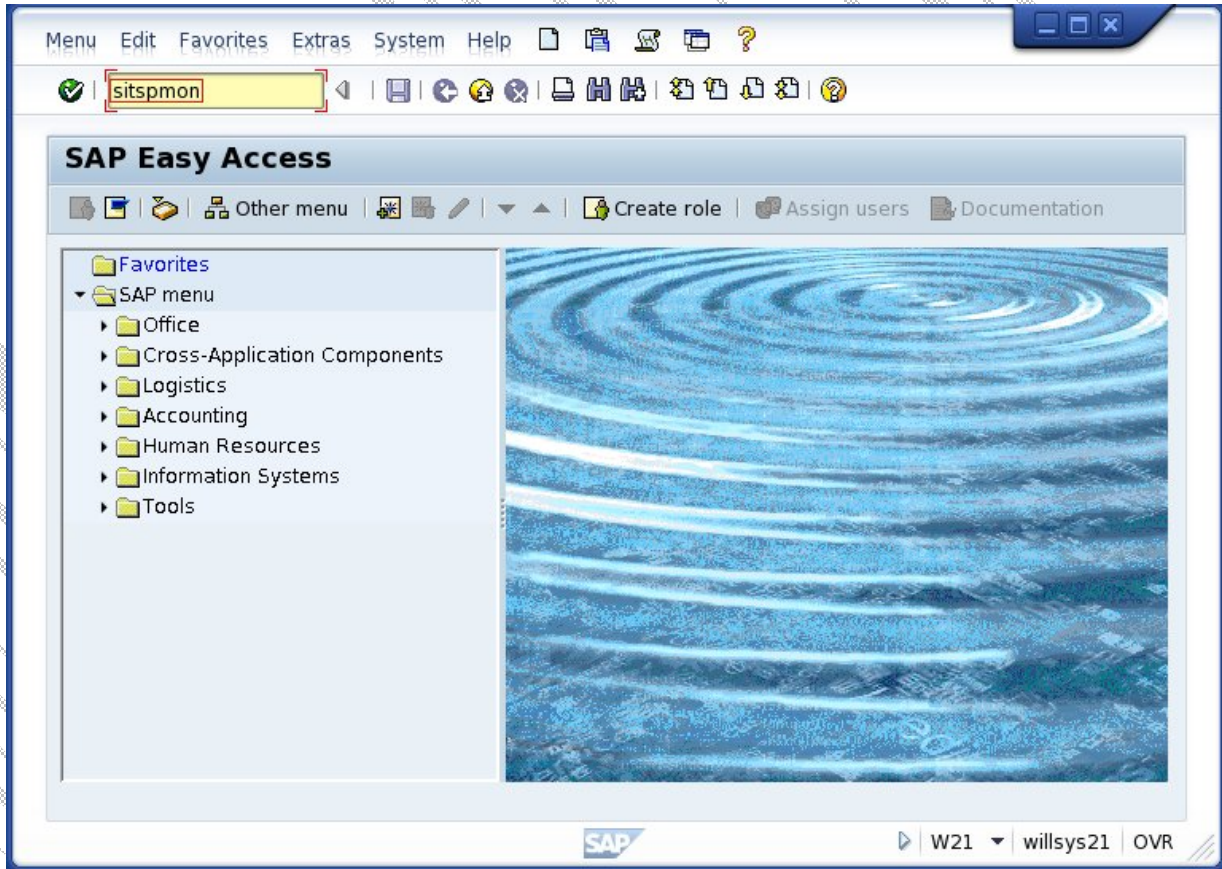 Menu Edit Favorites Extras System Help
sitspmon
SAP Easy Access
Other menu Create role Assign users Documentation
Favorites
SAP menu
Office
Cross-Application Components
Logistics
Accounting
Human Resources
Information Systems
Tools
SAP W21 willsys21 OVR